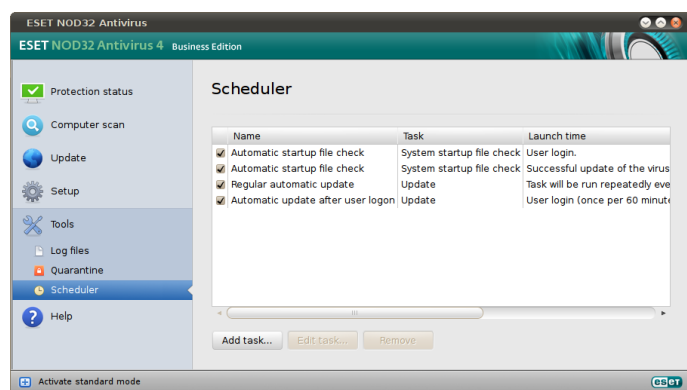 ESET NOD32 Antivirus
ESET NOD32 Antivirus 4 Business Edition
Protection status
Computer scan
Update
Setup
Tools
Log files
Quarantine
Scheduler
Help
Scheduler
Name Task Launch time
Automatic startup file check System startup file check User login.
Automatic startup file check System startup file check Successful update of the virus
Regular automatic update Update Task will be run repeatedly eve
Automatic update after user logon Update User login (once per 60 minute
Add task... Edit task... Remove
Activate standard mode
eset